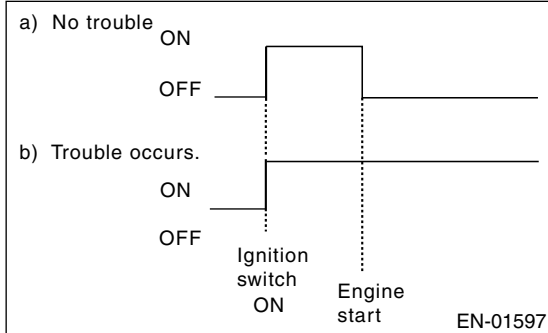 a) No trouble
ON
OFF
b) Trouble occurs.
ON
OFF
Ignition
switch
ON
Engine
start
EN-01597